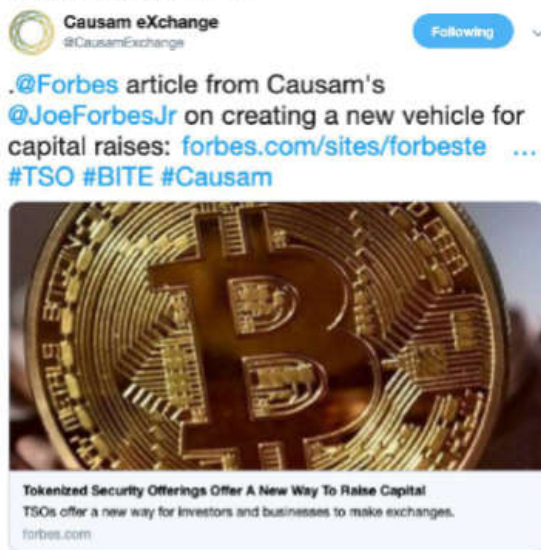 Causam eXchange
@CausamExchange
Following
.@Forbes article from Causam's
@JoeForbesJr on creating a new vehicle for
capital raises: forbes.com/sites/forbeste ...
#TSO #BITE #Causam
Tokenized Security Offerings Offer A New Way To Raise Capital
TSOs offer a new way for investors and businesses to make exchanges.
forbes.com